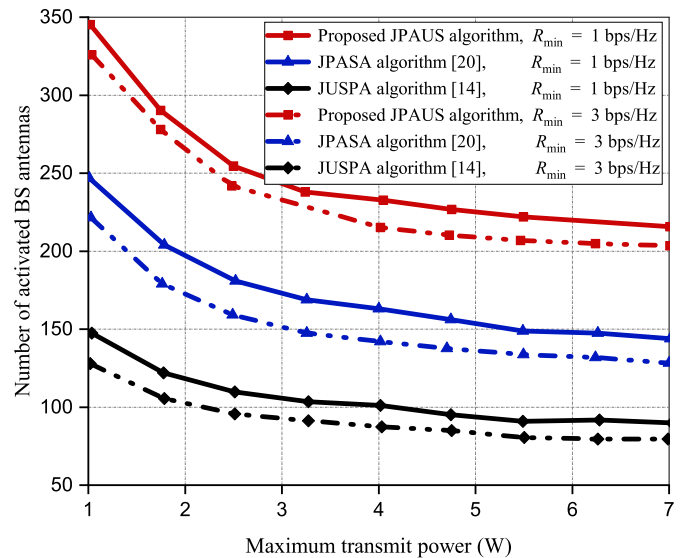 350
300
250
200
150
100
50
Number of activated BS antennas
Proposed JPAUS algorithm, Rmin = 1 bps/Hz
JPASA algorithm [20], Rmin = 1 bps/Hz
JUSPA algorithm [14], Rmin = 1 bps/Hz
Proposed JPAUS algorithm, Rmin = 3 bps/Hz
JPASA algorithm [20], Rmin = 3 bps/Hz
JUSPA algorithm [14], Rmin = 3 bps/Hz
1 2 3 4 5 6 7
Maximum transmit power (W)